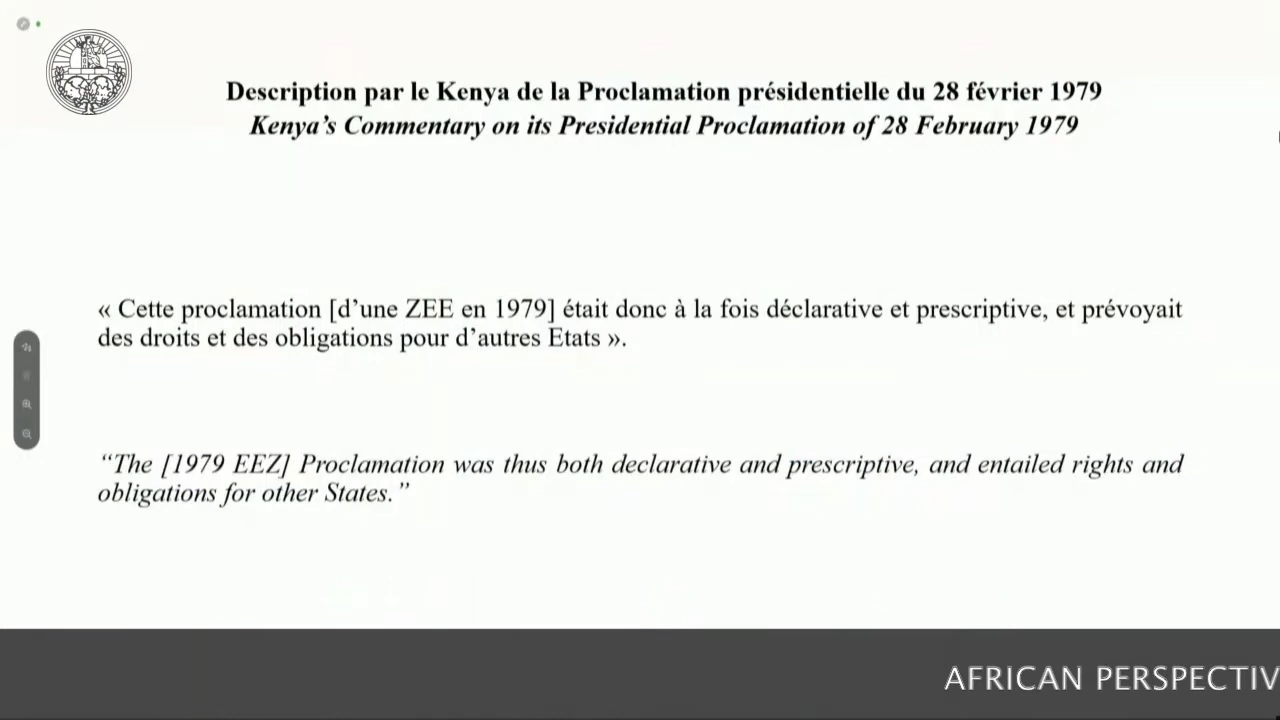 Description par le Kenya de la Proclamation présidentielle du 28 février 1979
Kenya’s Commentary on its Presidential Proclamation of 28 February 1979
« Cette proclamation [d’une ZEE en 1979] était donc à la fois déclarative et prescriptive, et prévoyait
des droits et des obligations pour d’autres Etats ».
“The [1979 EEZ] Proclamation was thus both declarative and prescriptive, and entailed rights and
obligations for other States.”
AFRICAN PERSPECTIV